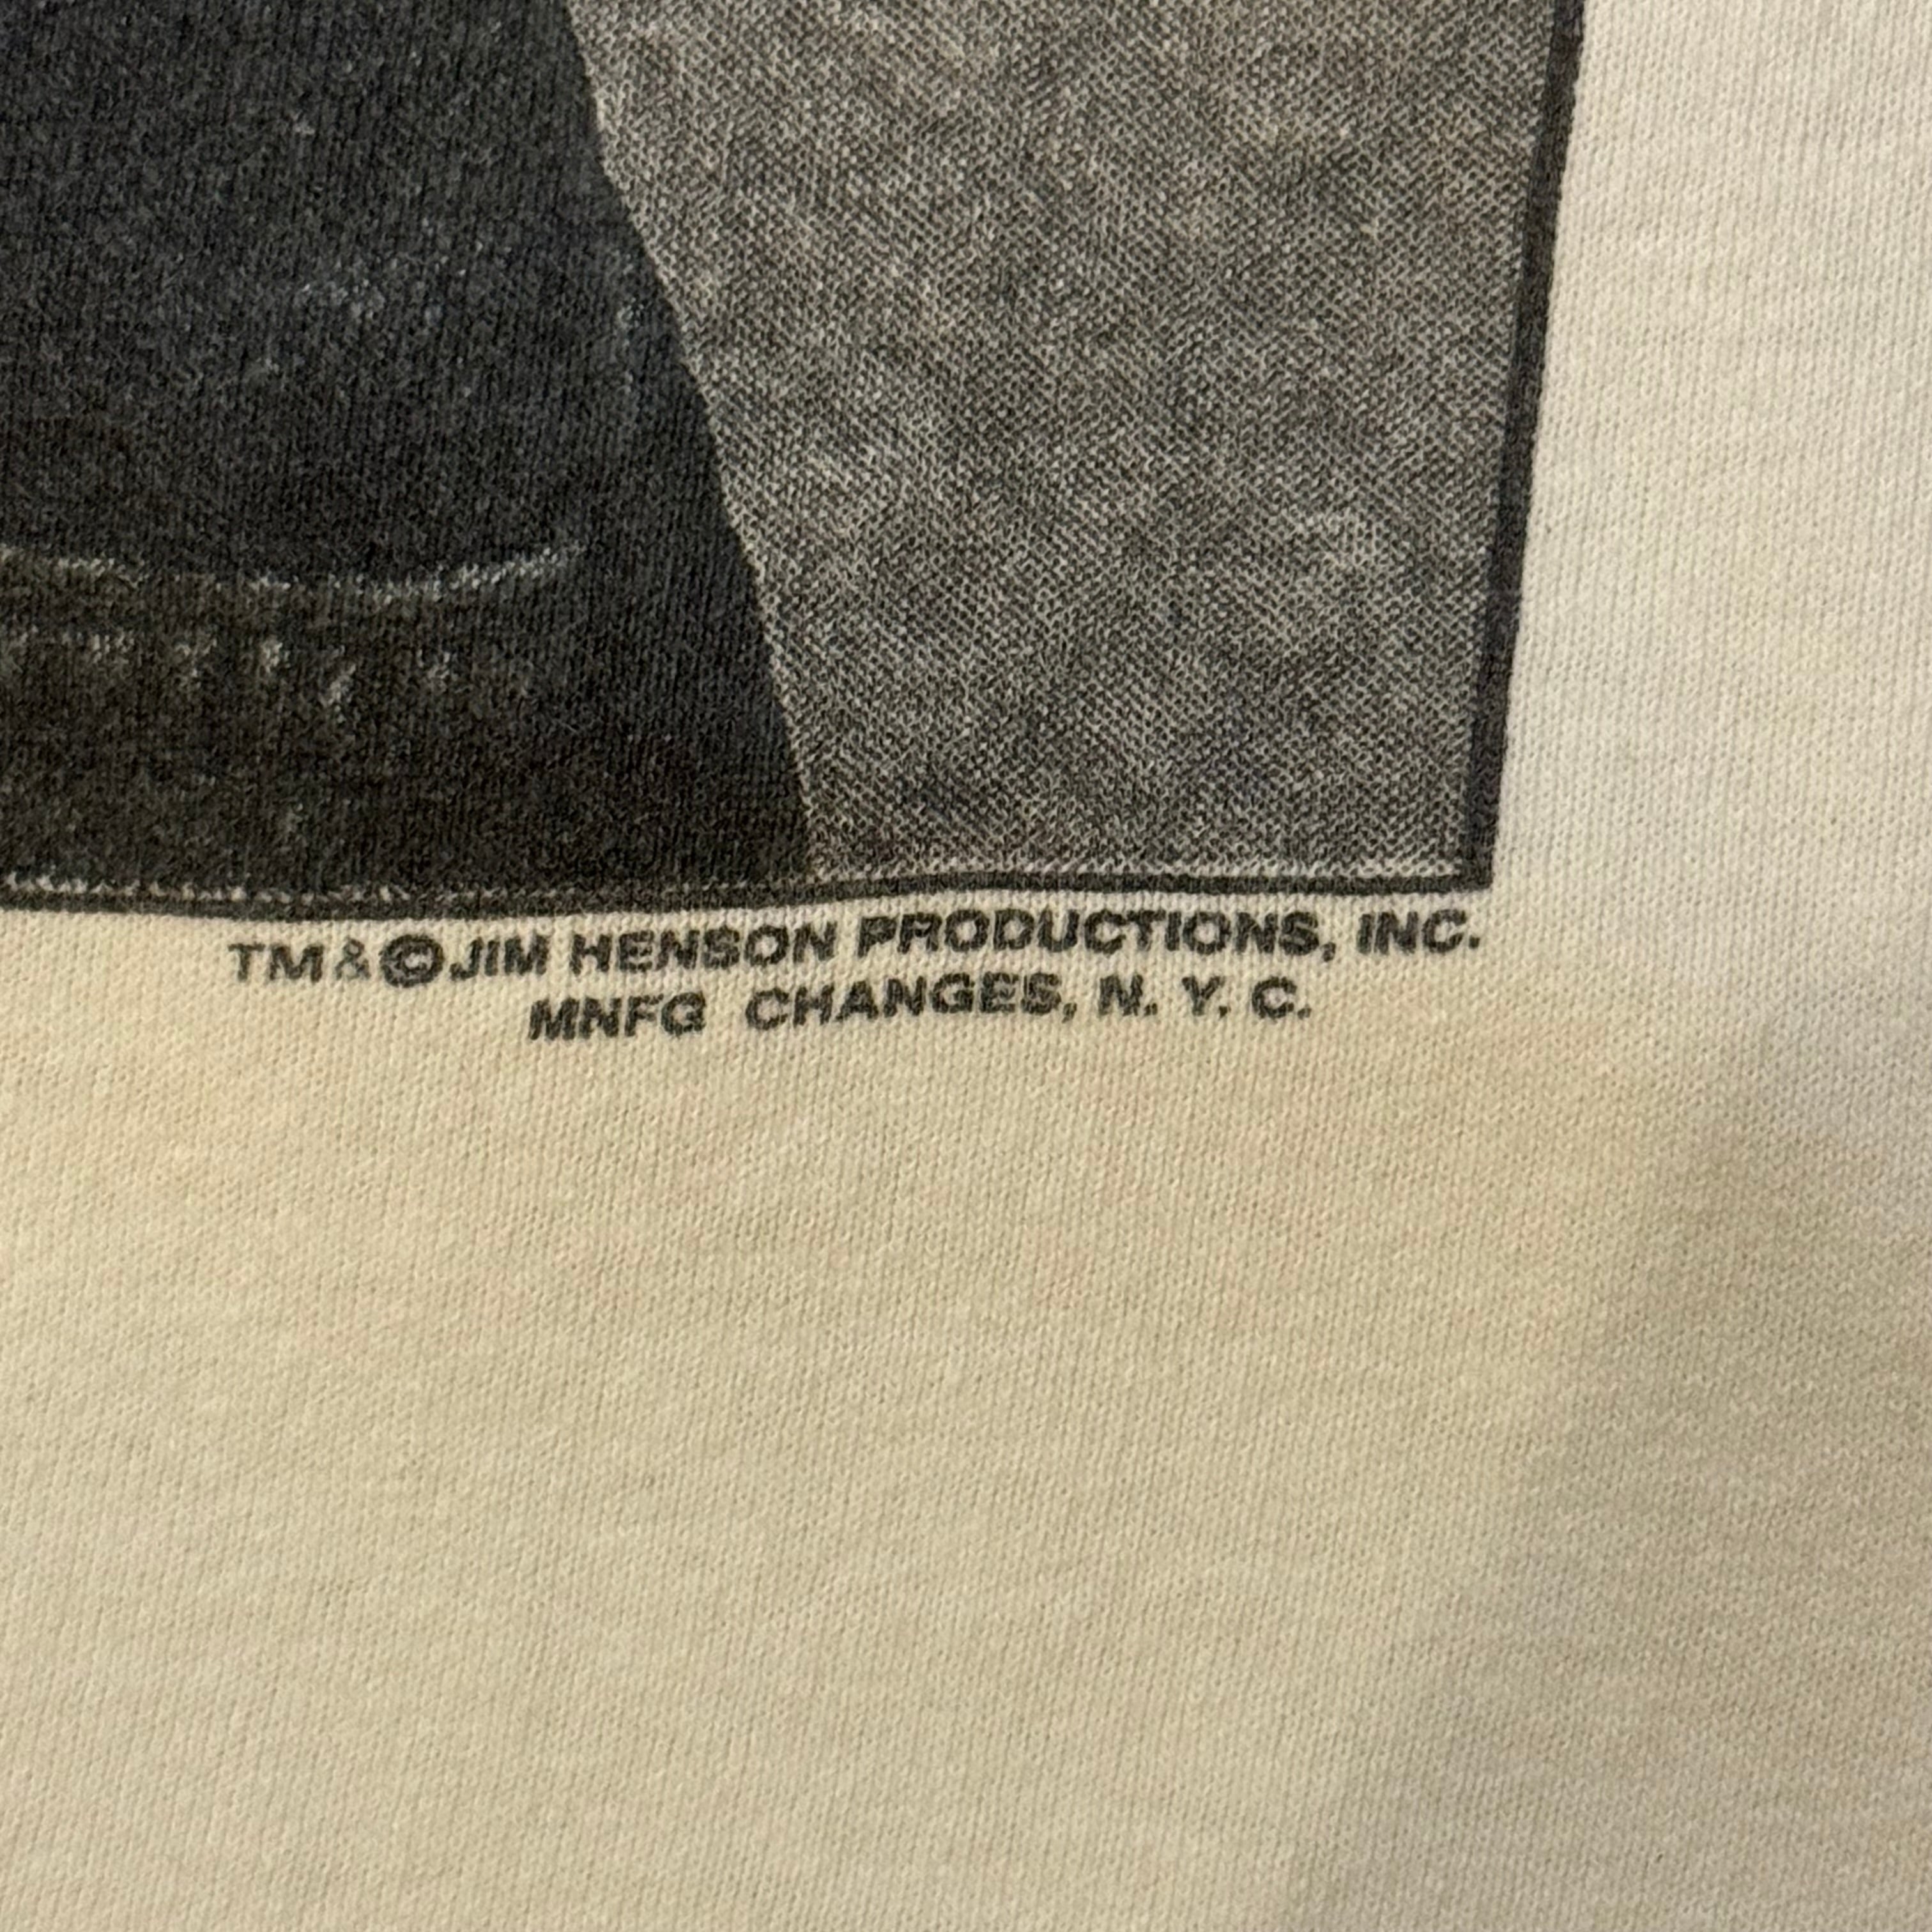 TM&©JIM HENSON PRODUCTIONS, INC.
MNFG CHANGES, N. Y. C.